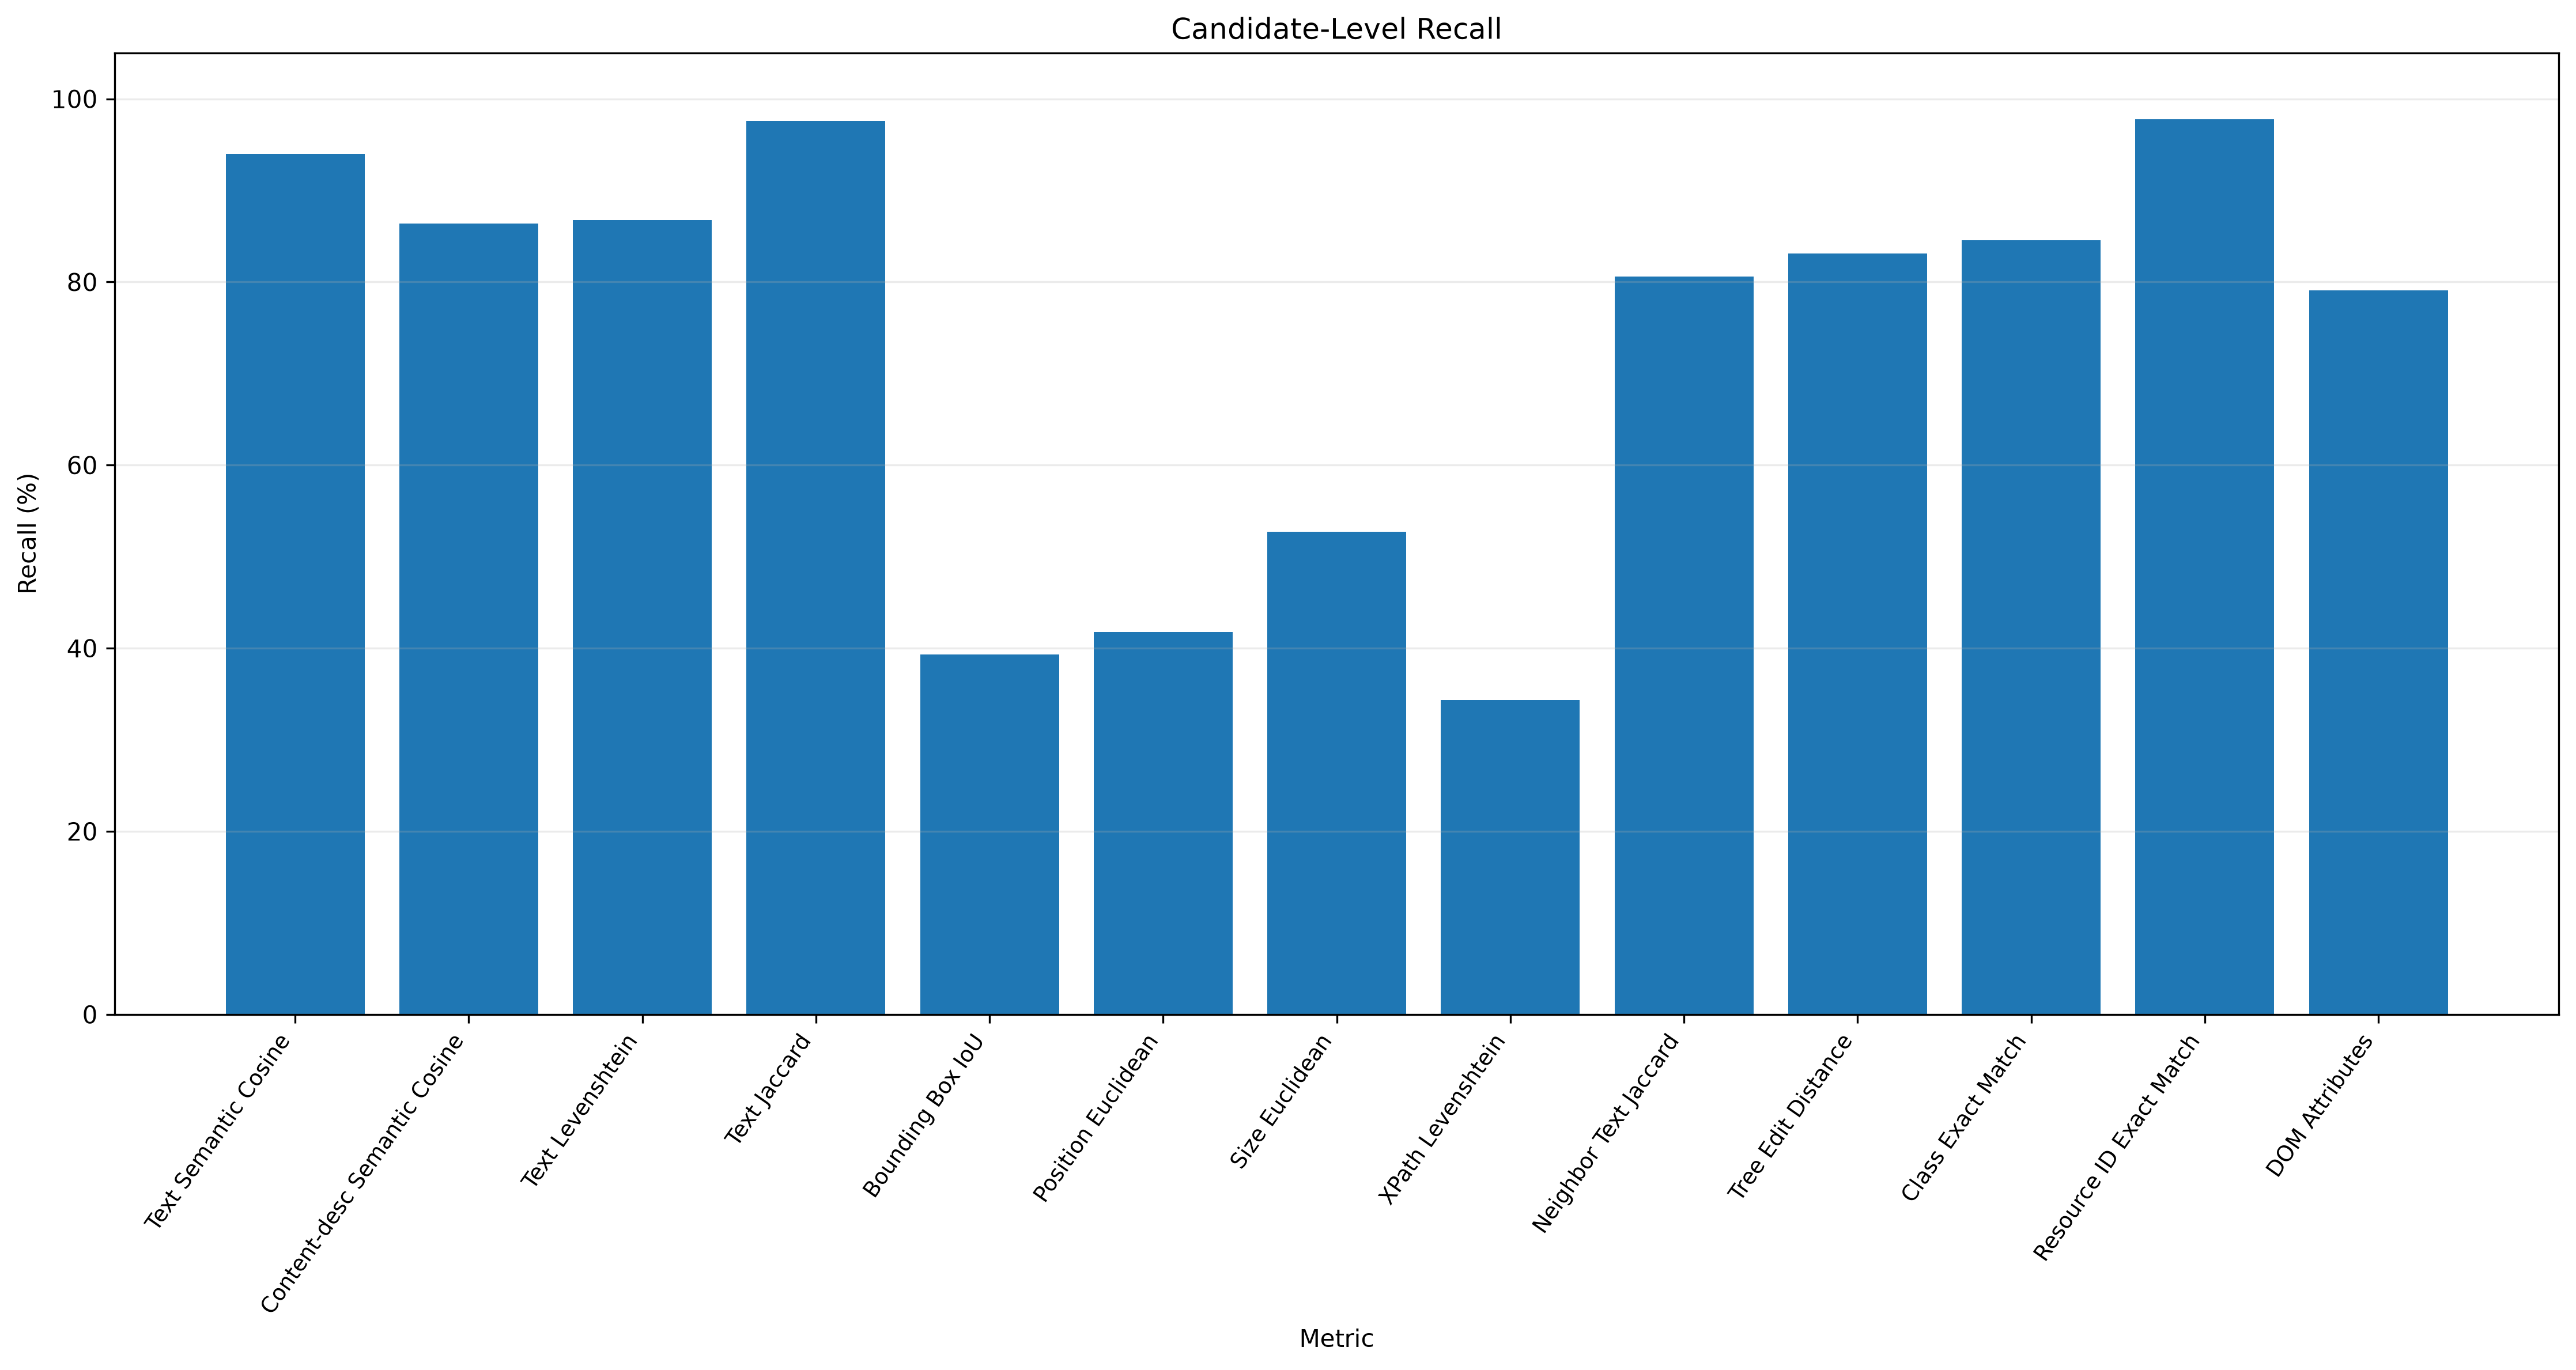 Candidate-Level Recall
100
80
60
40
20
0
Recall (%)
Text Semantic Cosine
Content-desc Semantic Cosine
Text Levenshtein
Text Jaccard
Bounding Box IoU
Position Euclidean
Size Euclidean
XPath Levenshtein
Neighbor Text Jaccard
Tree Edit Distance
Class Exact Match
Resource ID Exact Match
DOM Attributes
Metric